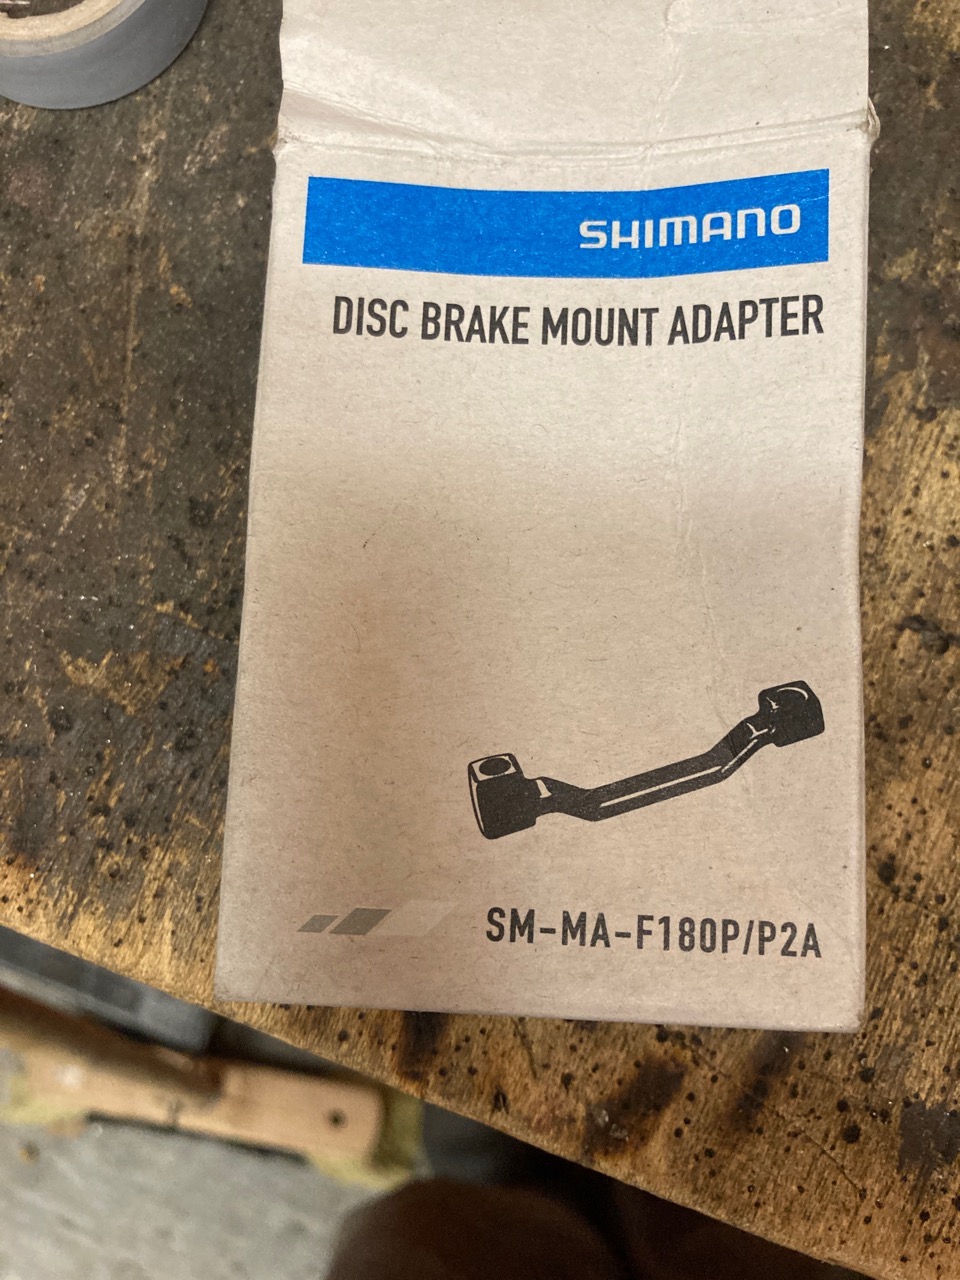 SHIMANO
DISC BRAKE MOUNT ADAPTER
SM-MA-F180P/P2A